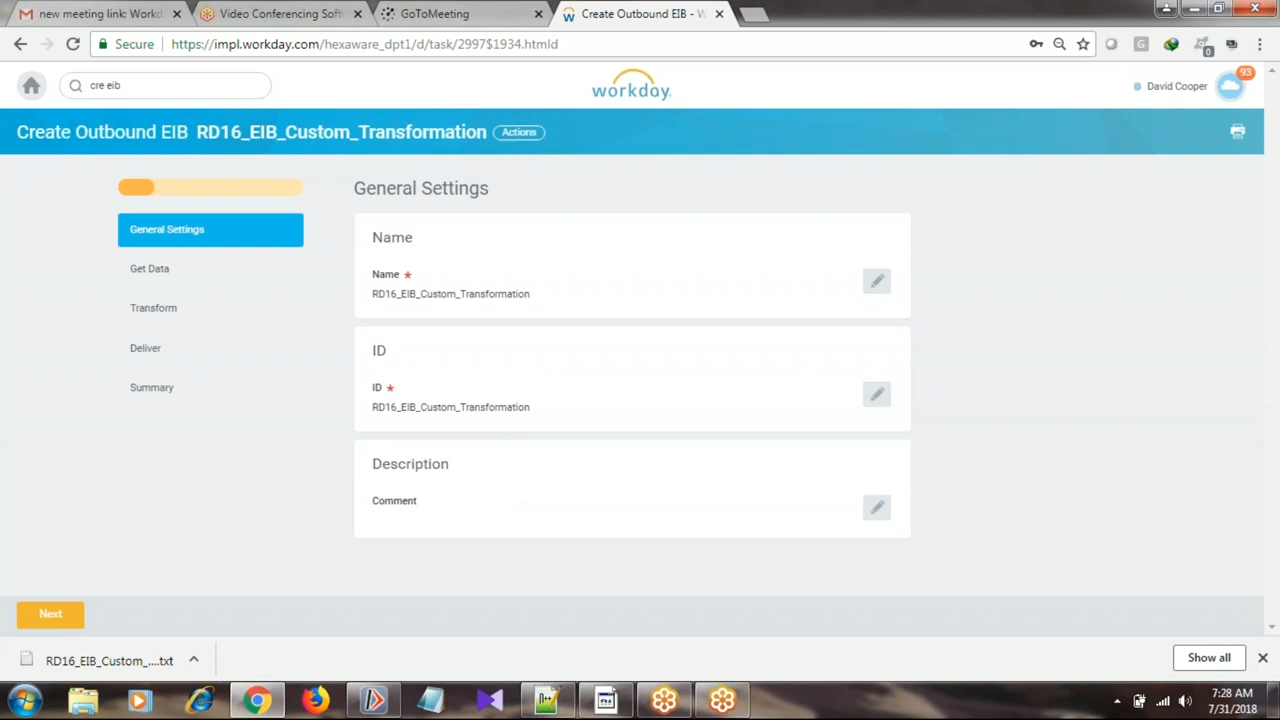 new meeting link: Workd
Video Conferencing Soft
GoToMeeting
Create Outbound EIB - W
Secure
https://impl.workday.com/hexaware_dpt1/d/task/2997$1934.htmld
G
0
cre eib
workday.
David Cooper
93
Create Outbound EIB RD16_EIB_Custom_Transformation Actions
General Settings
General Settings
Get Data
Transform
Deliver
Summary
Name
Name *
RD16_EIB_Custom_Transformation
ID
ID *
RD16_EIB_Custom_Transformation
Description
Comment
Next
RD16_EIB_Custom_....txt
Show all
7:28 AM
7/31/2018